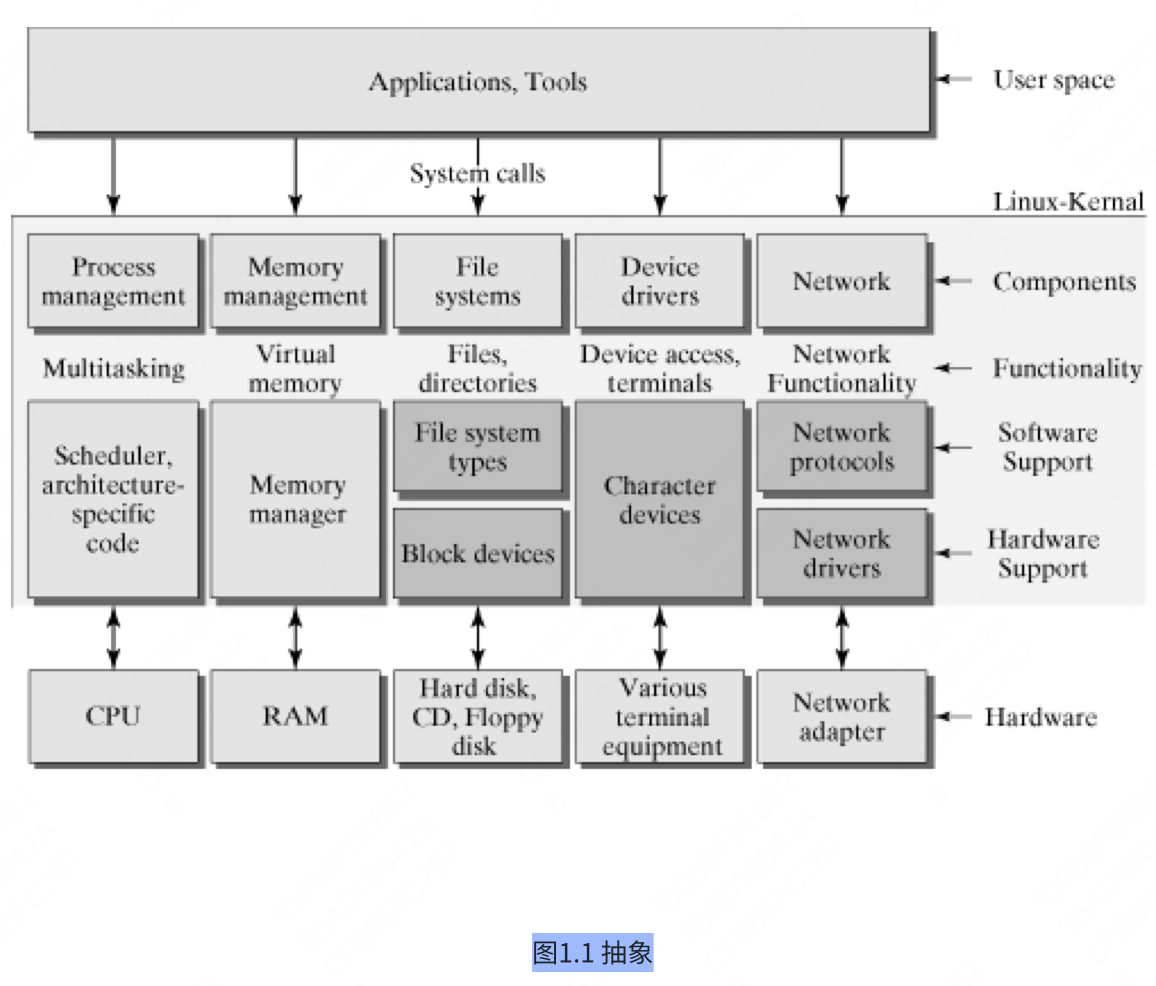 Applications, Tools
User space
System calls
Linux-Kernal
Process
management
Memory
management
File
systems
Device
drivers
Network
Components
Multitasking
Virtual
memory
Files,
directories
Device access,
terminals
Network
Functionality
Functionality
Scheduler,
architecture-
specific
code
Memory
manager
File system
types
Block devices
Character
devices
Network
protocols
Network
drivers
Software
Support
Hardware
Support
CPU
RAM
Hard disk,
CD, Floppy
disk
Various
terminal
equipment
Network
adapter
Hardware
图1.1 抽象